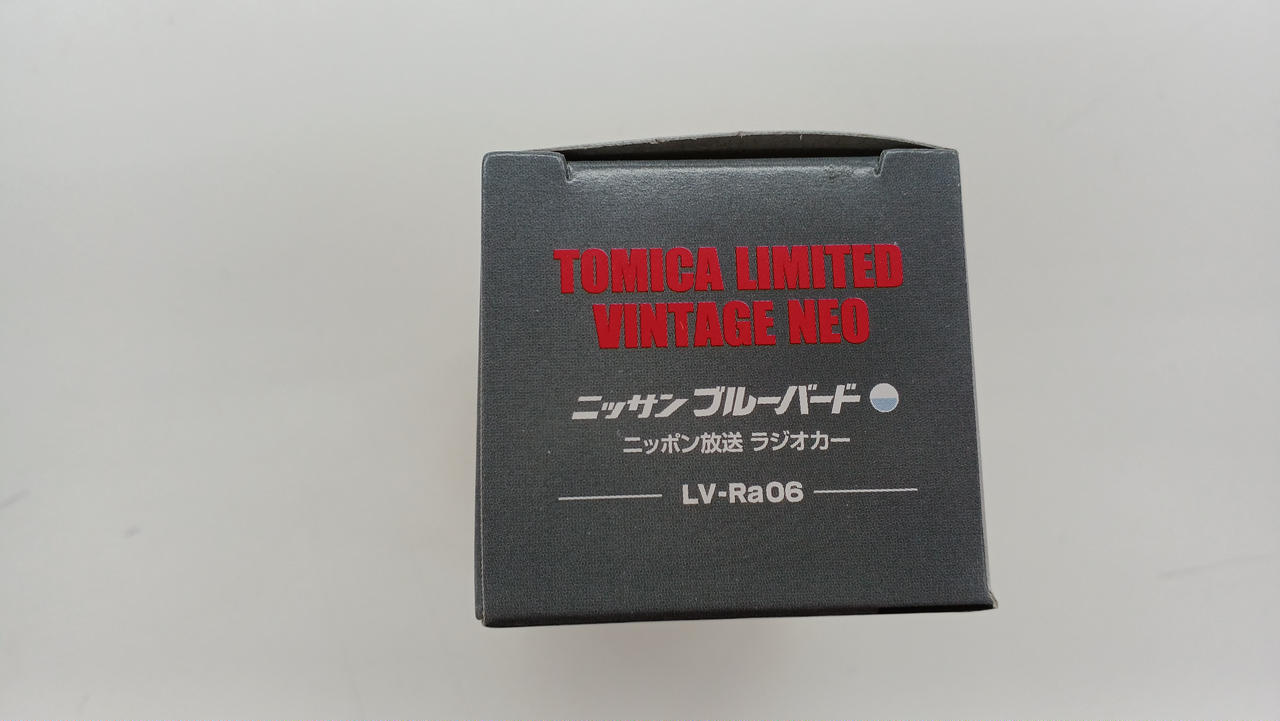 TOMICA LIMITED
VINTAGE NEO
ニッサン ブルーバード
ニッポン放送 ラジオカー
LV-Ra06